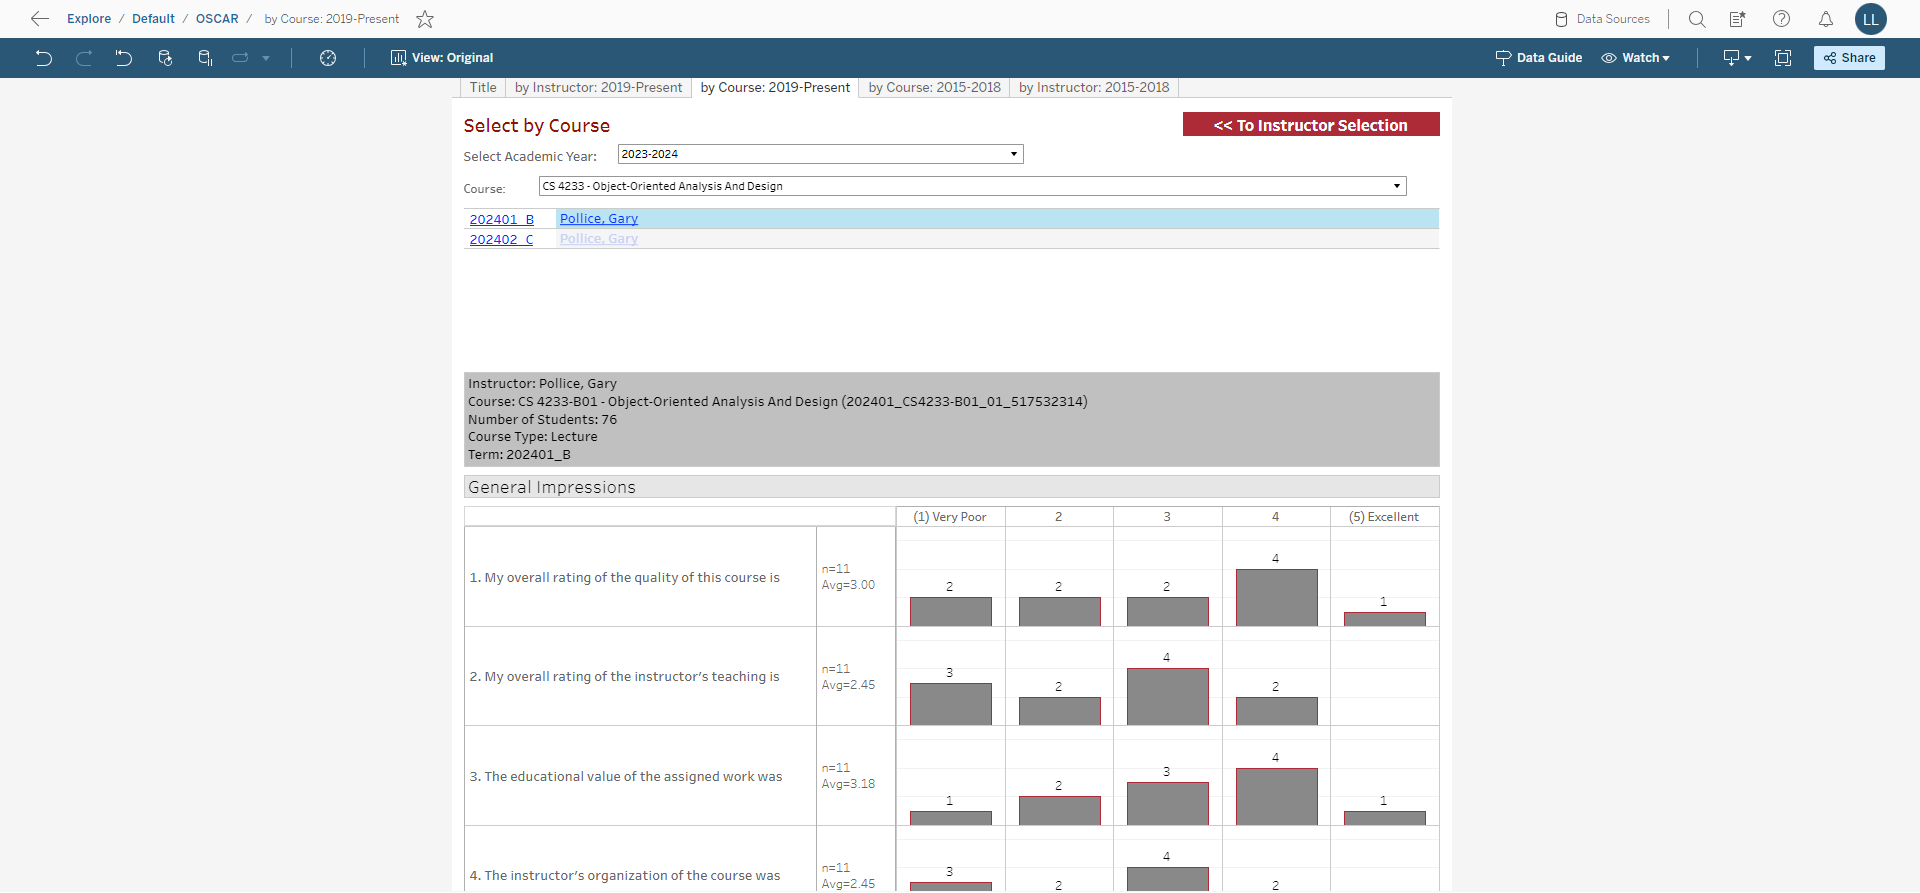 Explore / Default / OSCAR / by Course: 2019-Present
Data Sources
LL
View: Original
Data Guide
Watch
Share
Title
by Instructor: 2019-Present
by Course: 2019-Present
by Course: 2015-2018
by Instructor: 2015-2018
Select by Course
<< To Instructor Selection
Select Academic Year:
2023-2024
Course:
CS 4233 - Object-Oriented Analysis And Design
202401_B Pollice, Gary
202402_C Pollice, Gary
Instructor: Pollice, Gary
Course: CS 4233-B01 - Object-Oriented Analysis And Design (202401_CS4233-B01_01_517532314)
Number of Students: 76
Course Type: Lecture
Term: 202401_B
General Impressions
(1) Very Poor 2 3 4 (5) Excellent
1. My overall rating of the quality of this course is
n=11
Avg=3.00
2 2 2 4 1
2. My overall rating of the instructor's teaching is
n=11
Avg=2.45
3 2 4 2
3. The educational value of the assigned work was
n=11
Avg=3.18
1 2 3 4 1
4. The instructor's organization of the course was
n=11
Avg=2.45
3 2 4 2